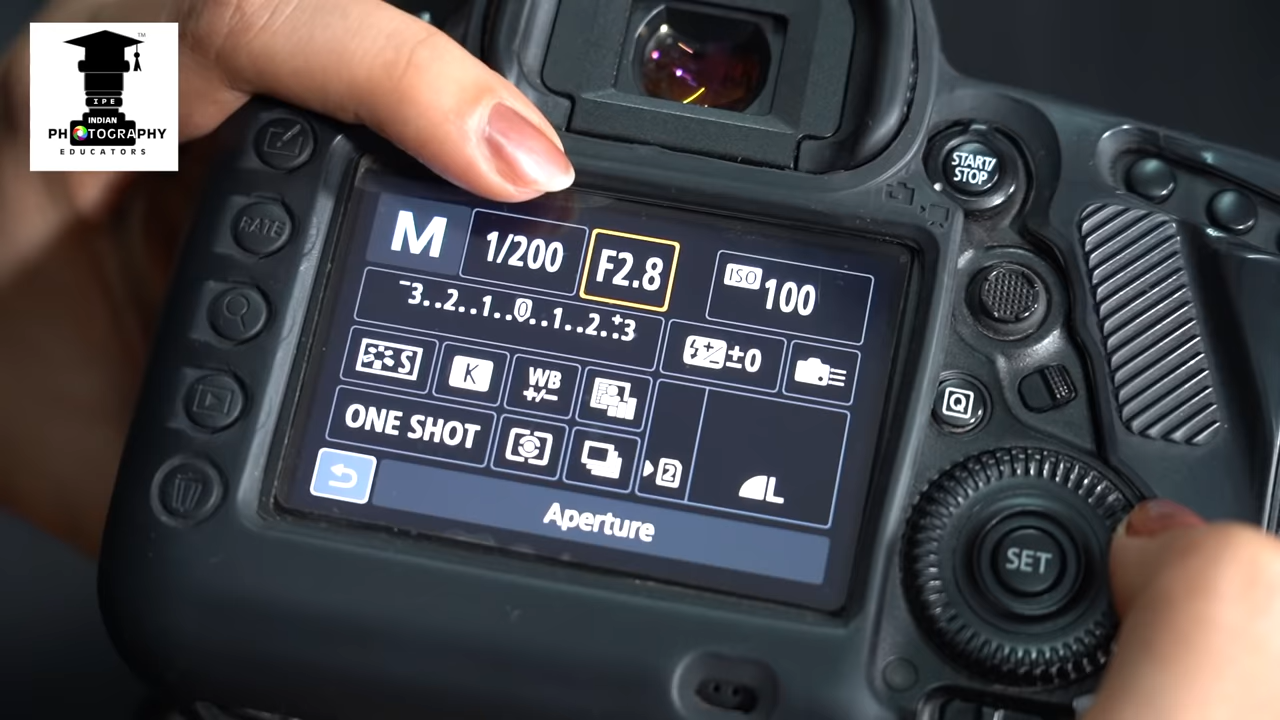 TM
IPE
INDIAN
PHOTOGRAPHY
EDUCATORS
RATE
START/
STOP
M 1/200 F2.8 ISO 100
-3..2..1..0..1..2..+3
±0
S K WB
+/-
ONE SHOT
2 L
Aperture
Q
SET